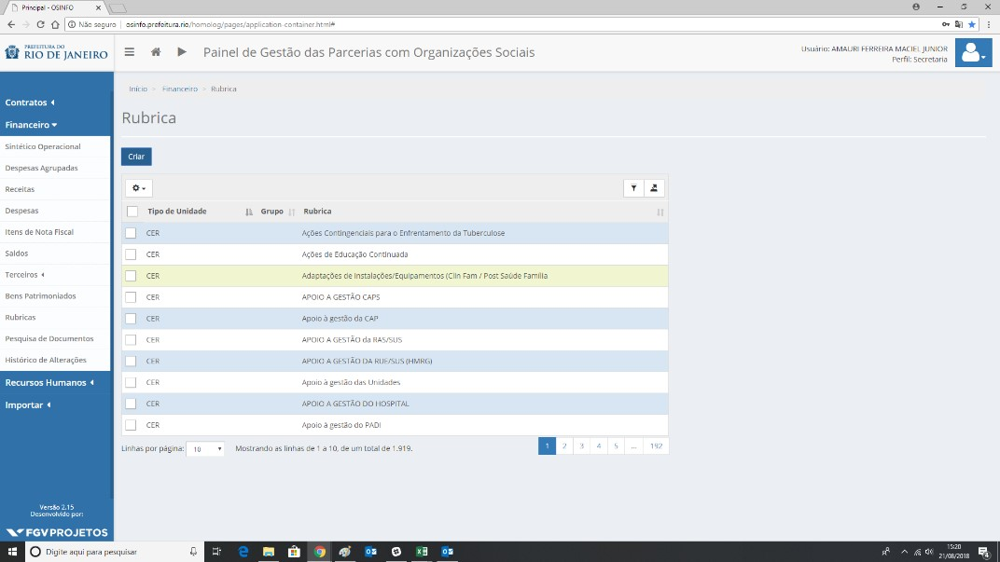 Principal - OSINFO
Não seguro | osinfo.prefeitura.rio/homolog/pages/application-container.html#
PREFEITURA DO
RIO DE JANEIRO
Painel de Gestão das Parcerias com Organizações Sociais
Usuário: AMAURI FERREIRA MACIEL JUNIOR
Perfil: Secretaria
Contratos
Financeiro
Sintético Operacional
Despesas Agrupadas
Receitas
Despesas
Itens de Nota Fiscal
Saldos
Terceiros
Bens Patrimoniados
Rubricas
Pesquisa de Documentos
Histórico de Alterações
Recursos Humanos
Importar
Versão 2.15
Desenvolvido por:
FGV PROJETOS
Início > Financeiro > Rubrica
Rubrica
Criar
Tipo de Unidade Grupo Rubrica
CER Ações Contingenciais para o Enfrentamento da Tuberculose
CER Ações de Educação Continuada
CER Adaptações de Instalações/Equipamentos (Clin Fam / Post Saúde Família
CER APOIO A GESTÃO CAPS
CER Apoio à gestão da CAP
CER APOIO A GESTÃO da RAS/SUS
CER APOIO A GESTÃO DA RUE/SUS (HMRG)
CER Apoio à gestão das Unidades
CER APOIO A GESTÃO DO HOSPITAL
CER Apoio à gestão do PADI
Linhas por página: 10 Mostrando as linhas de 1 a 10, de um total de 1.919.
1 2 3 4 5 ... 192
Digite aqui para pesquisar
15:20
21/08/2018
4